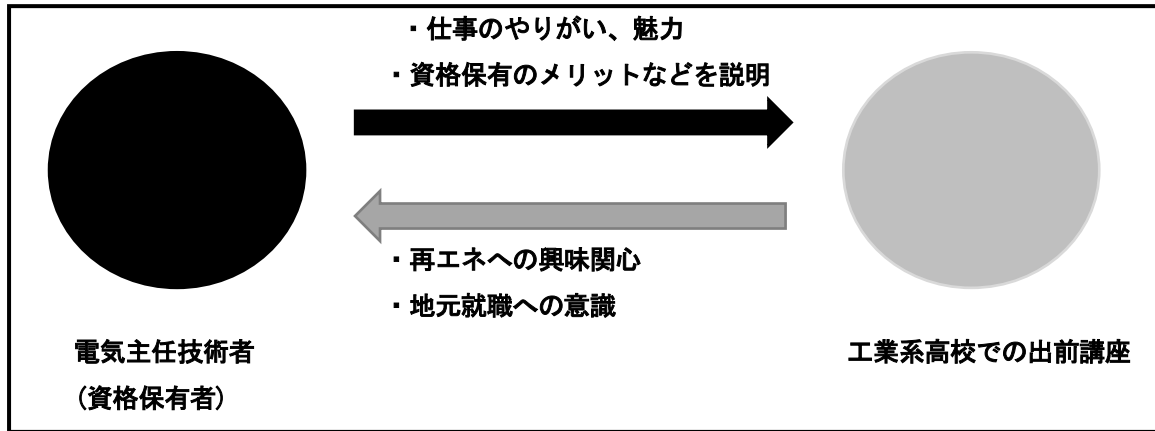 ・仕事のやりがい、魅力
・資格保有のメリットなどを説明
・再エネへの興味関心
・地元就職への意識
電気主任技術者
(資格保有者)
工業系高校での出前講座